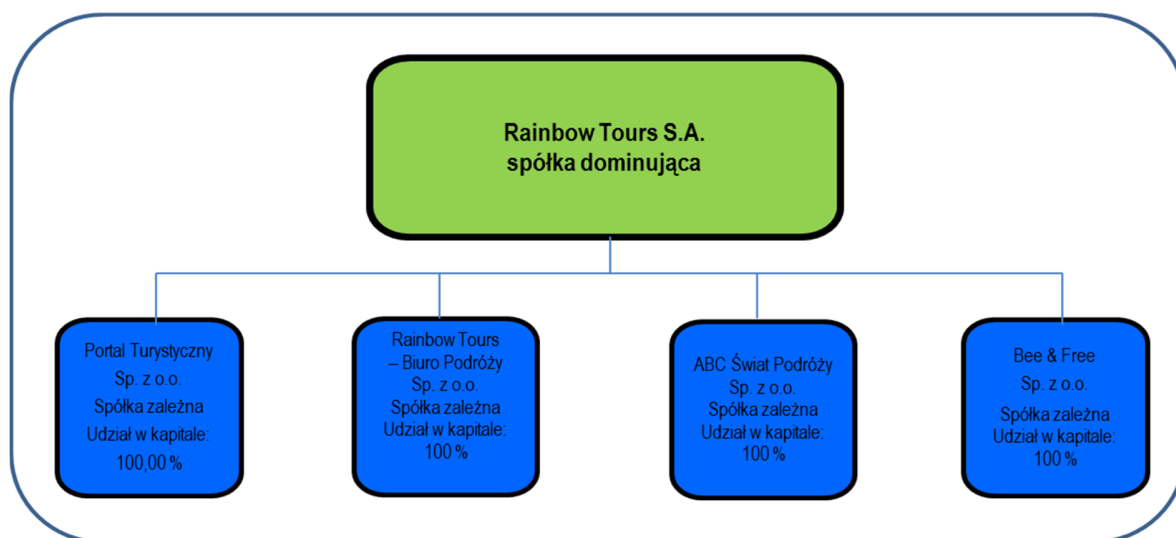 Rainbow Tours S.A.
spółka dominująca
Portal Turystyczny
Sp. z o.o.
Spółka zależna
Udział w kapitale:
100,00 %
Rainbow Tours
– Biuro Podróży
Sp. z o.o.
Spółka zależna
Udział w kapitale:
100 %
ABC Świat Podróży
Sp. z o.o.
Spółka zależna
Udział w kapitale:
100 %
Bee & Free
Sp. z o.o.
Spółka zależna
Udział w kapitale:
100 %